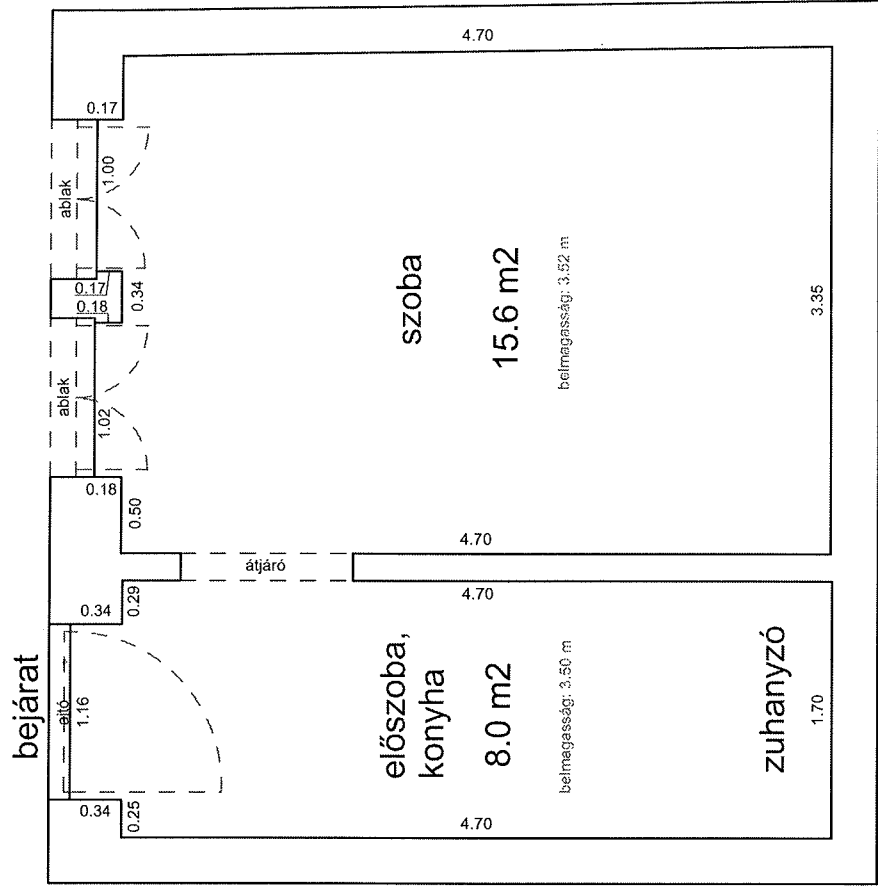 4.70
0.17
ablak
1.00
0.17
0.18
0.34
ablak
1.02
0.18
0.50
szoba
15.6 m2
belmagasság: 3.52 m
3.35
4.70
átjáró
4.70
0.34
0.29
bejárat
ajtó
1.16
0.34
0.25
előszoba,
konyha
8.0 m2
belmagasság: 3.50 m
zuhanyzó
1.70
4.70